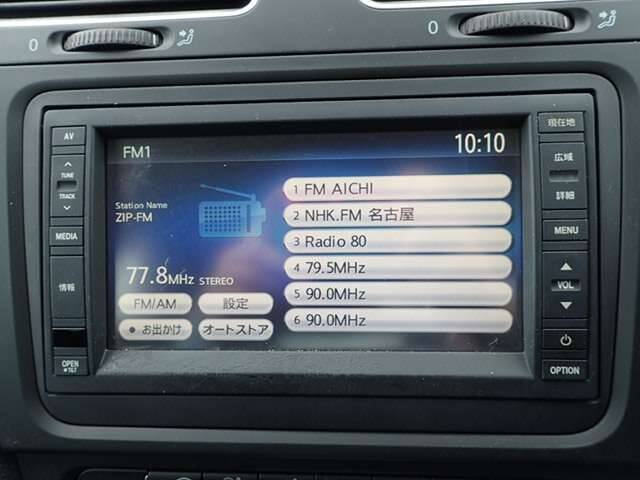 0
0
AV
TUNE
TRACK
MEDIA
情報
OPEN
TILT
FM1
10:10
Station Name
ZIP-FM
77.8MHz STEREO
FM/AM
設定
お出かけ
オートストア
1 FM AICHI
2 NHK.FM 名古屋
3 Radio 80
4 79.5MHz
5 90.0MHz
6 90.0MHz
現在地
広域
詳細
MENU
VOL
OPTION